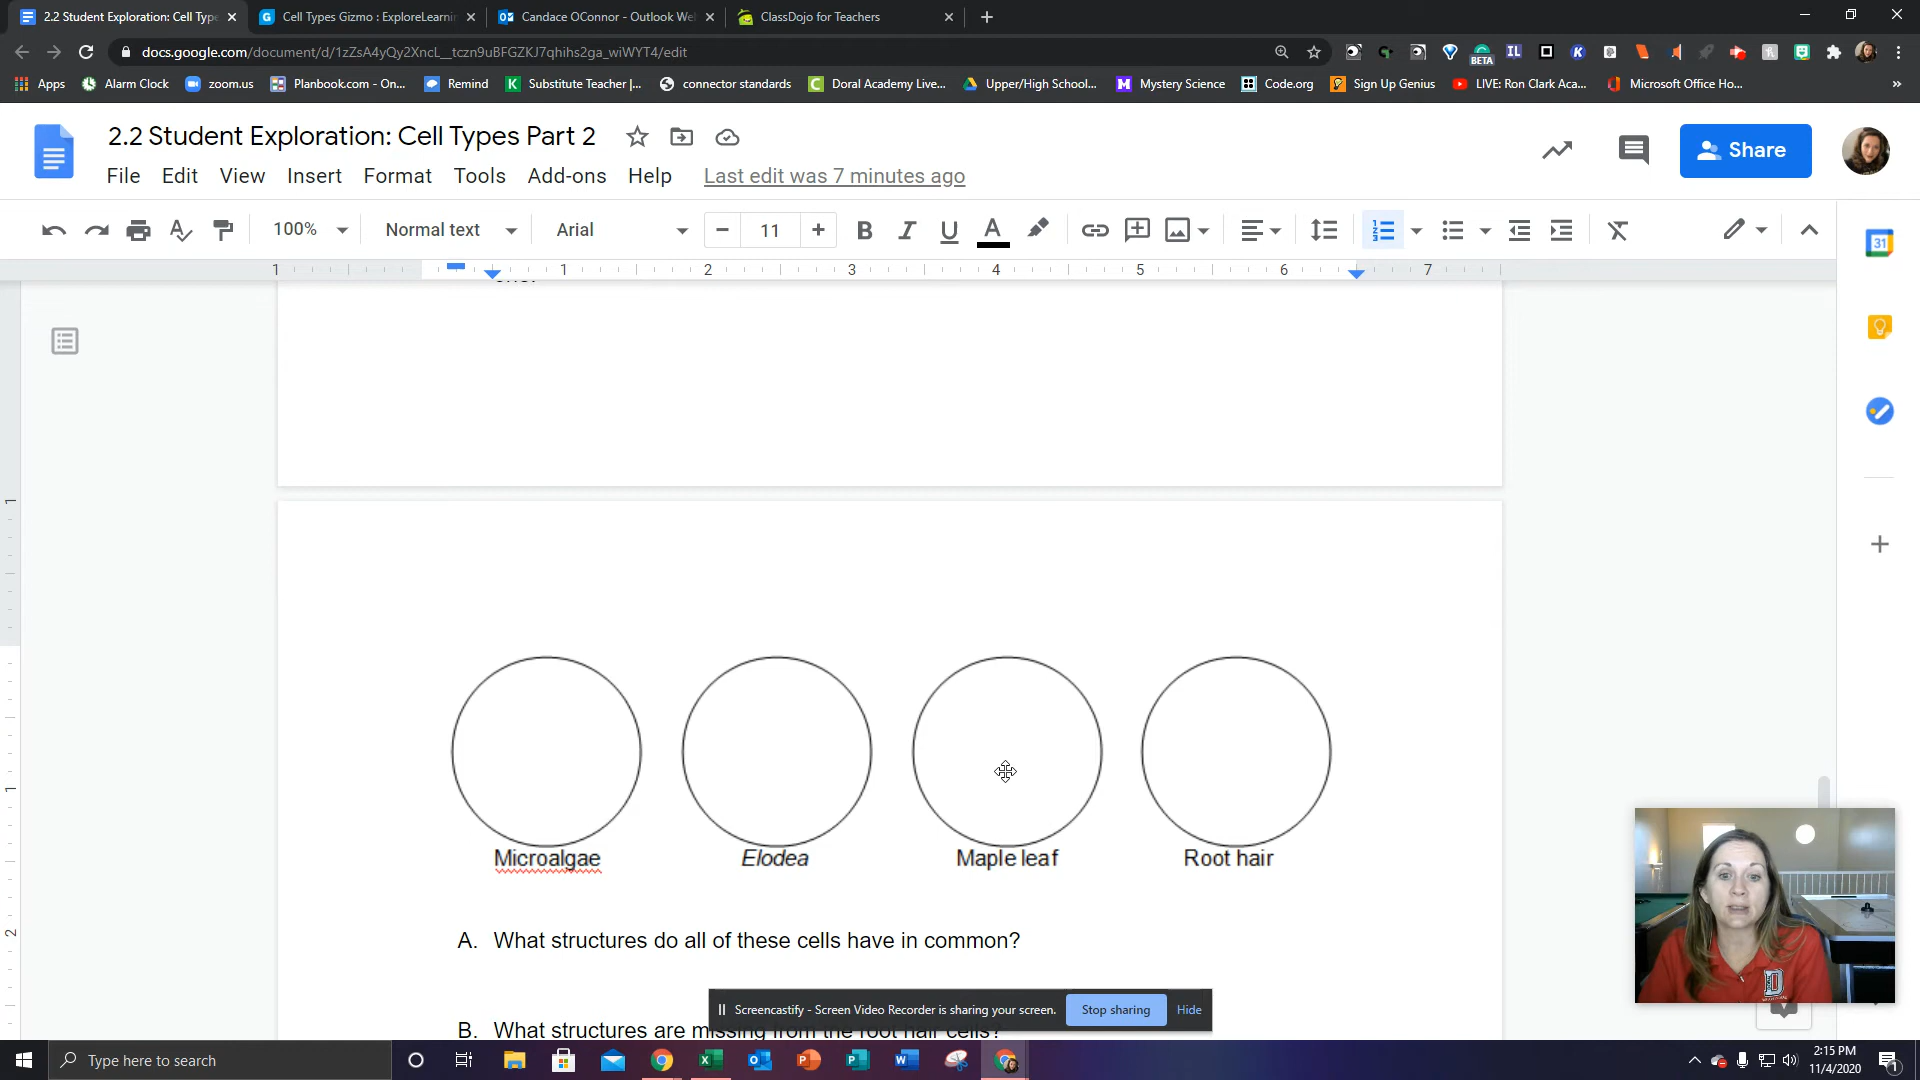 2.2 Student Exploration: Cell Type
Cell Types Gizmo : ExploreLearnin
Candace OConnor - Outlook We
ClassDojo for Teachers
docs.google.com/document/d/1zZsA4yQy2XncL__tczn9uBFGZKJ7qhihs2ga_wiWYT4/edit
BETA
IL
Apps
Alarm Clock
zoom.us
Planbook.com - On...
Remind
Substitute Teacher |...
connector standards
Doral Academy Live...
Upper/High School...
Mystery Science
Code.org
Sign Up Genius
LIVE: Ron Clark Aca...
Microsoft Office Ho...
2.2 Student Exploration: Cell Types Part 2
Share
File Edit View Insert Format Tools Add-ons Help Last edit was 7 minutes ago
100% Normal text Arial 11
1 1 2 3 4 5 6 7
31
Microalgae
Elodea
Maple leaf
Root hair
A. What structures do all of these cells have in common?
Screencastify - Screen Video Recorder is sharing your screen. Stop sharing Hide
B. What structures are missing from the root hair cells?
Type here to search
2:15 PM
11/4/2020